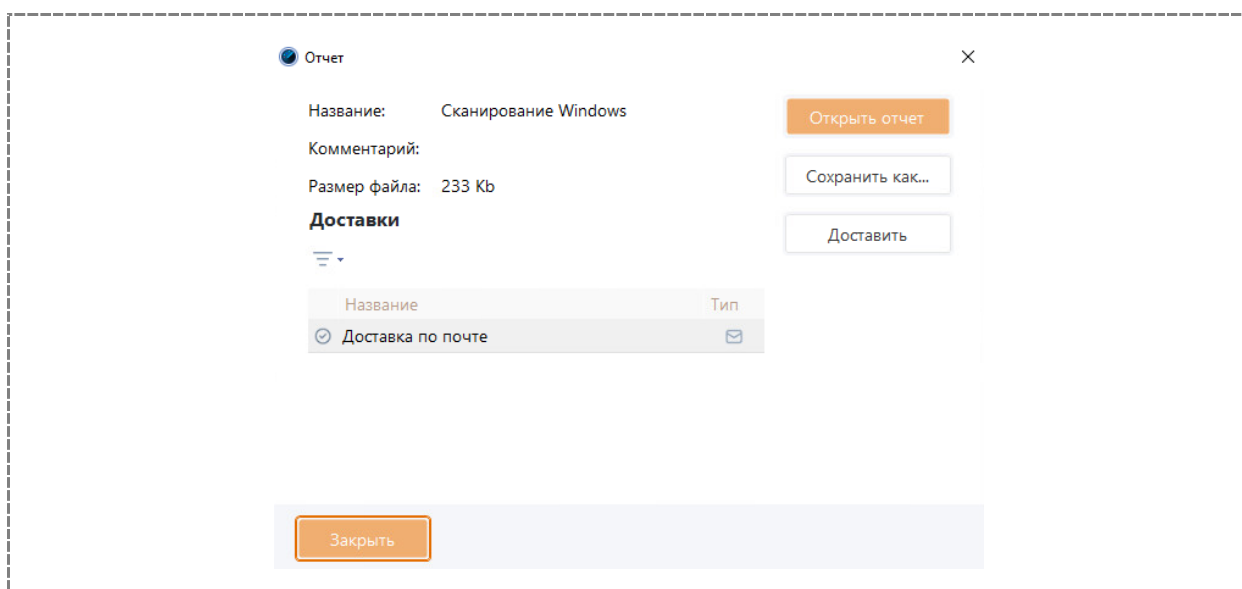 Отчет
Название: Сканирование Windows
Открыть отчет
Комментарий:
Сохранить как...
Размер файла: 233 Kb
Доставки
Доставить
Название Тип
Доставка по почте
Закрыть